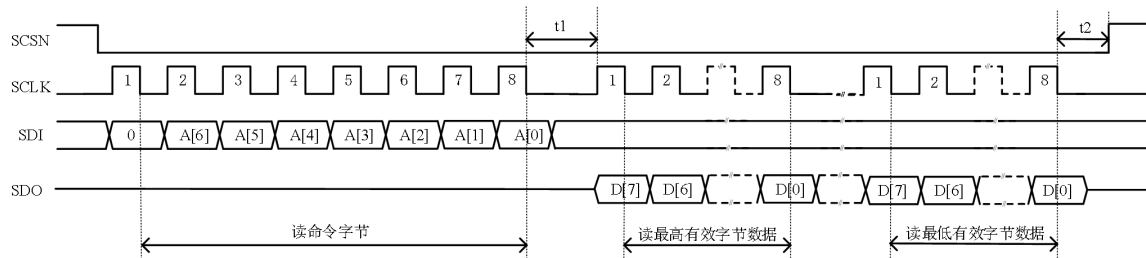 t1 t2
SCSN
SCLK 1 2 3 4 5 6 7 8 1 2 8 1 2 8
SDI 0 A[6] A[5] A[4] A[3] A[2] A[1] A[0]
SDO D[7] D[6] D[0] D[7] D[6] D[0]
读命令字节 读最高有效字节数据 读最低有效字节数据